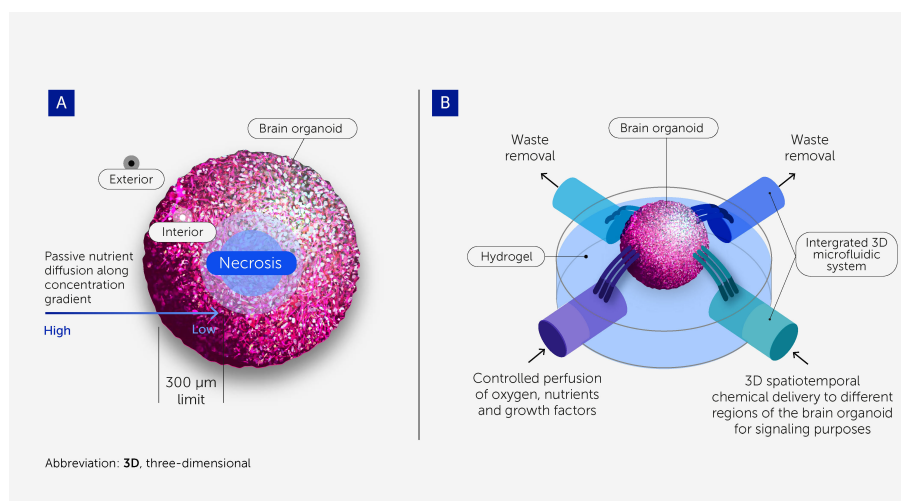 A
Brain organoid
Exterior
Interior
Necrosis
Passive nutrient
diffusion along
concentration
gradient
High
Low
300 µm
limit
B
Waste
removal
Brain organoid
Waste
removal
Hydrogel
Intergrated 3D
microfluidic
system
Controlled perfusion
of oxygen, nutrients
and growth factors
3D spatiotemporal
chemical delivery to different
regions of the brain organoid
for signaling purposes
Abbreviation: 3D, three-dimensional